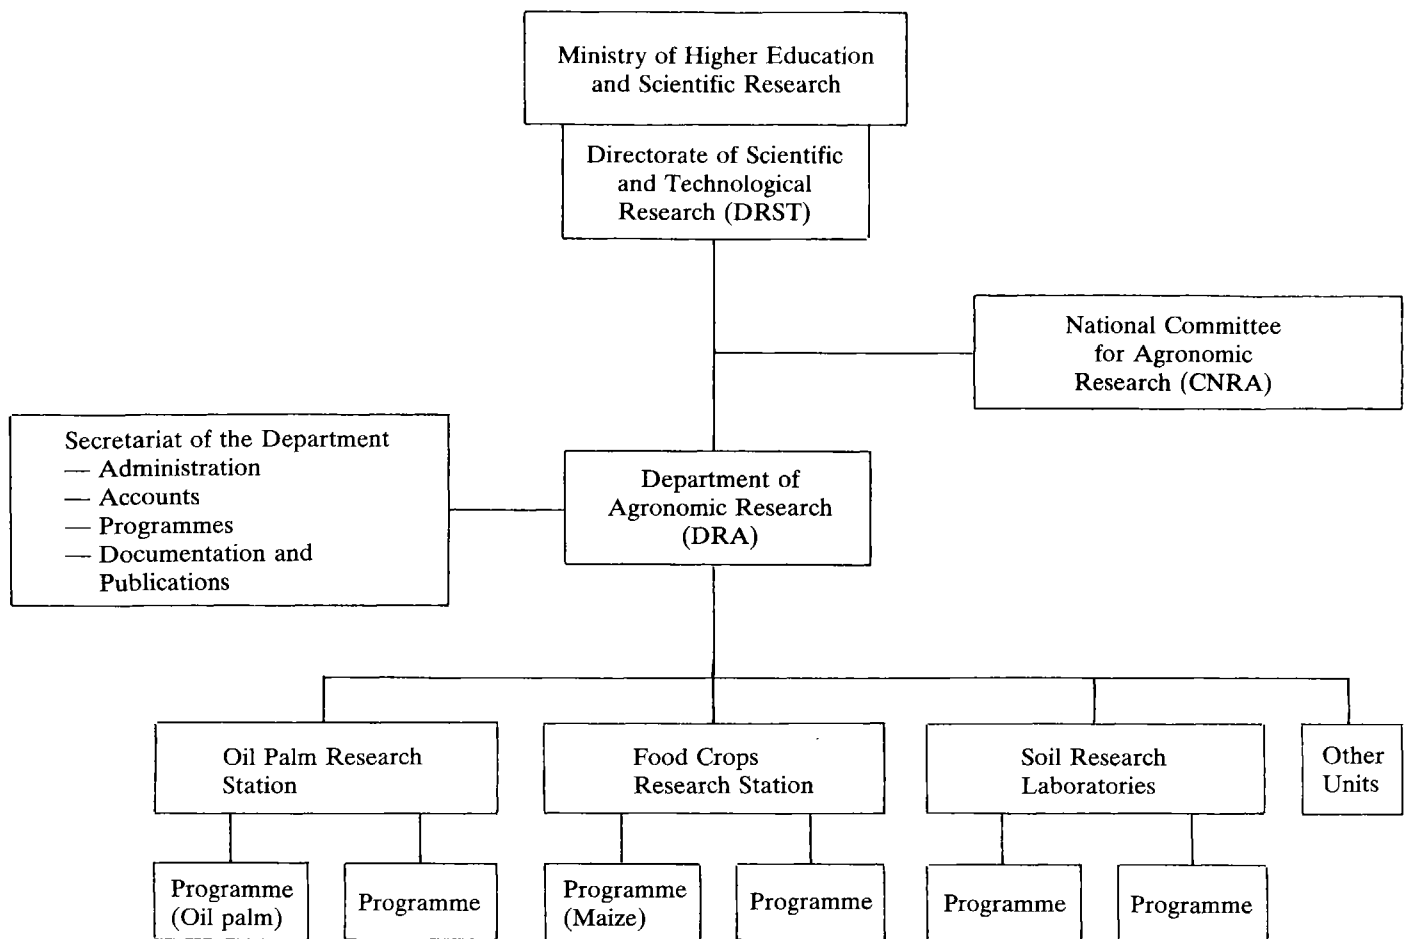 Ministry of Higher Education
and Scientific Research
Directorate of Scientific
and Technological
Research (DRST)
National Committee
for Agronomic
Research (CNRA)
Secretariat of the Department
— Administration
— Accounts
— Programmes
— Documentation and
Publications
Department of
Agronomic Research
(DRA)
Oil Palm Research
Station
Food Crops
Research Station
Soil Research
Laboratories
Other
Units
Programme
(Oil palm)
Programme
Programme
(Maize)
Programme
Programme
Programme